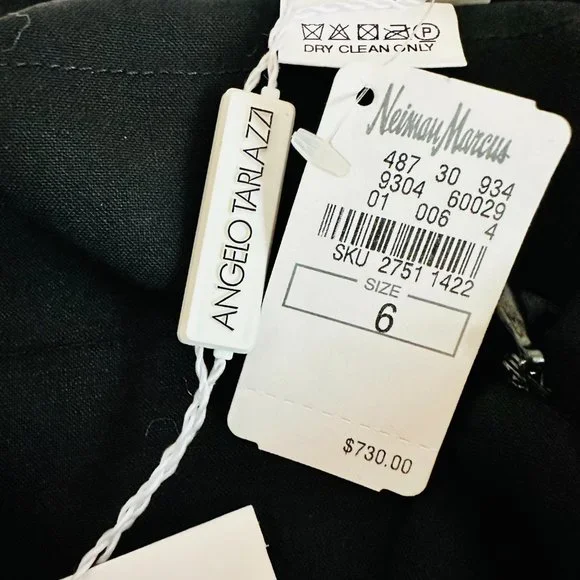 DRY CLEAN ONLY
P
ANGELO TARLAZZI
Neiman Marcus
487 30 934
9304 60029
01 006 4
SKU 2751 1422
SIZE
6
$730.00